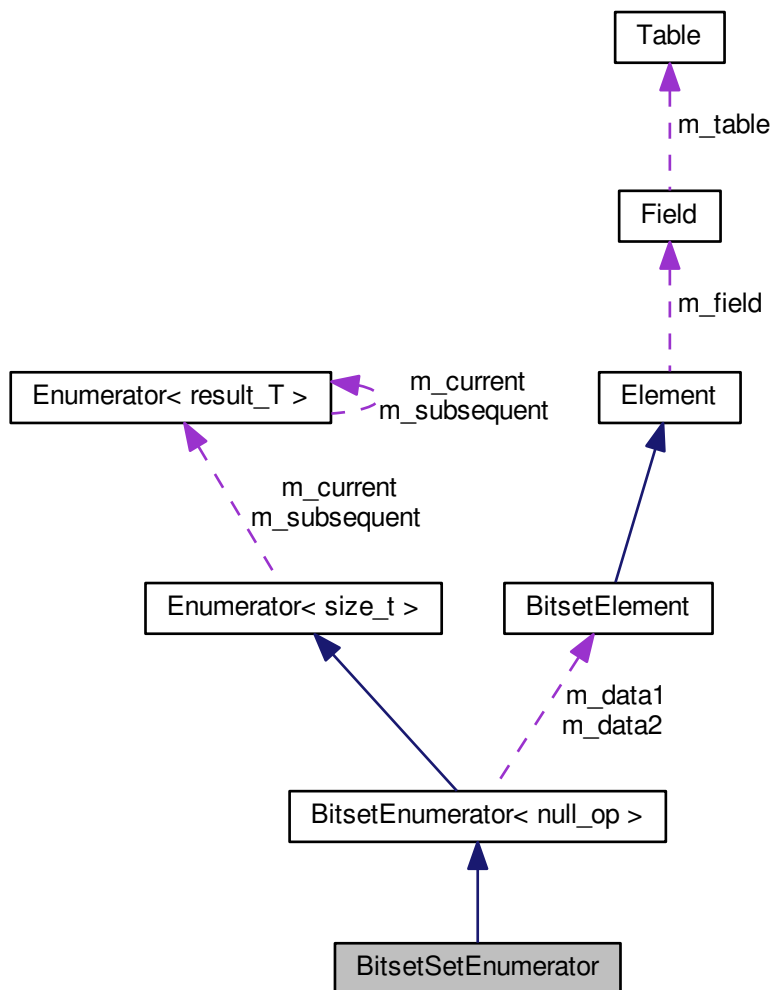 Table
m_table
Field
m_field
Enumerator< result_T >
m_current
m_subsequent
Element
m_current
m_subsequent
Enumerator< size_t >
BitsetElement
m_data1
m_data2
BitsetEnumerator< null_op >
BitsetSetEnumerator